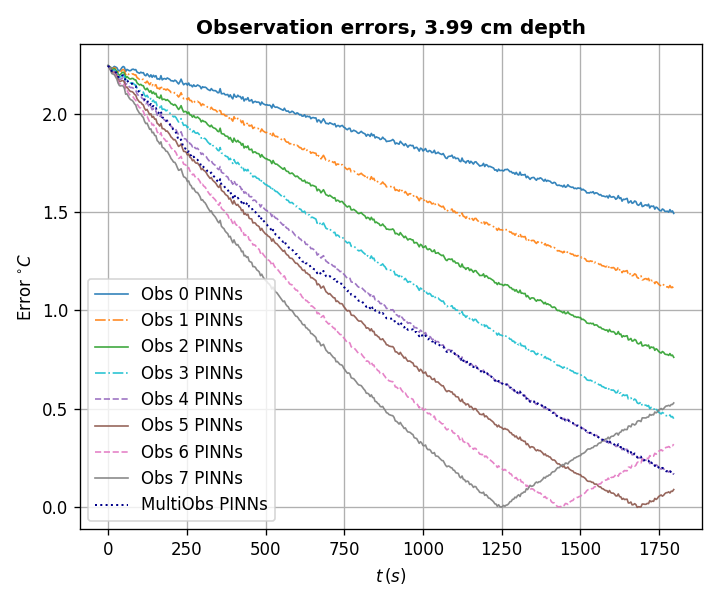 Observation errors, 3.99 cm depth
Error °C
2.0
1.5
1.0
0.5
0.0
Obs 0 PINNs
Obs 1 PINNs
Obs 2 PINNs
Obs 3 PINNs
Obs 4 PINNs
Obs 5 PINNs
Obs 6 PINNs
Obs 7 PINNs
MultiObs PINNs
0 250 500 750 1000 1250 1500 1750
t (s)